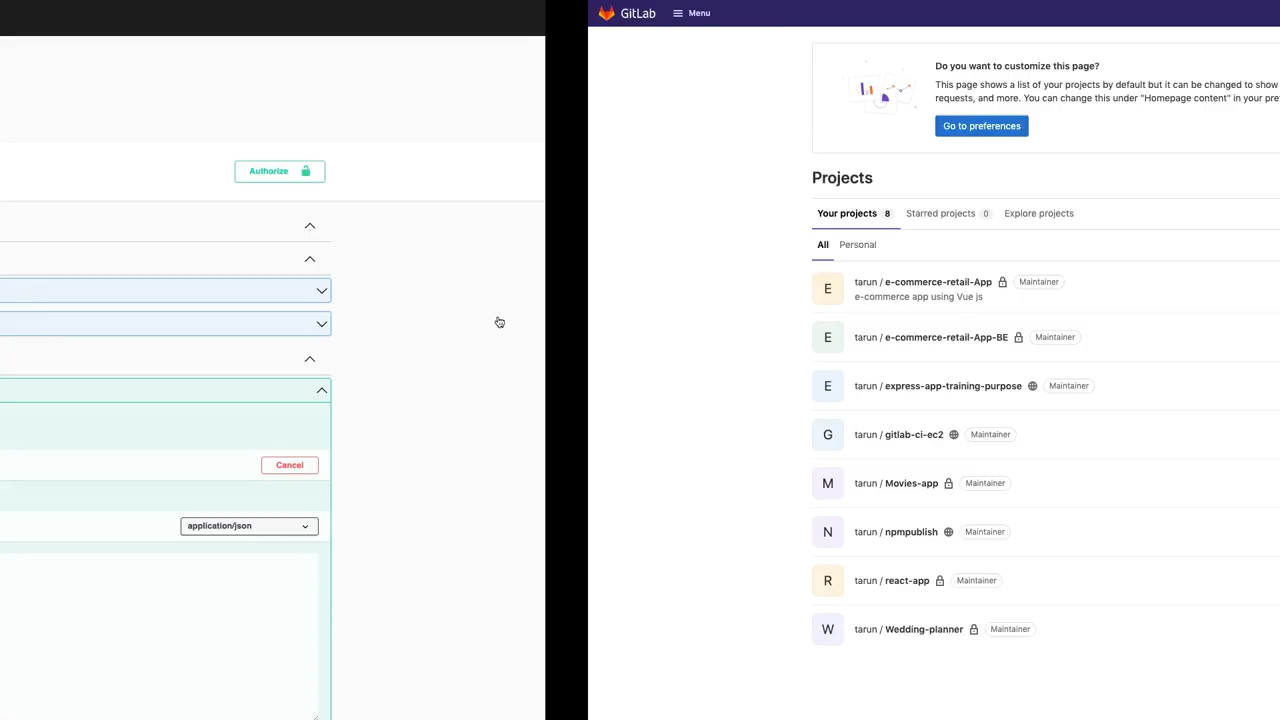 Authorize
Cancel
application/json
GitLab
Menu
Do you want to customize this page?
This page shows a list of your projects by default but it can be changed to show
requests, and more. You can change this under "Homepage content" in your pre
Go to preferences
Projects
Your projects 8 Starred projects 0 Explore projects
All Personal
E tarun / e-commerce-retail-App Maintainer
e-commerce app using Vue js
E tarun / e-commerce-retail-App-BE Maintainer
E tarun / express-app-training-purpose Maintainer
G tarun / gitlab-ci-ec2 Maintainer
M tarun / Movies-app Maintainer
N tarun / npmpublish Maintainer
R tarun / react-app Maintainer
W tarun / Wedding-planner Maintainer